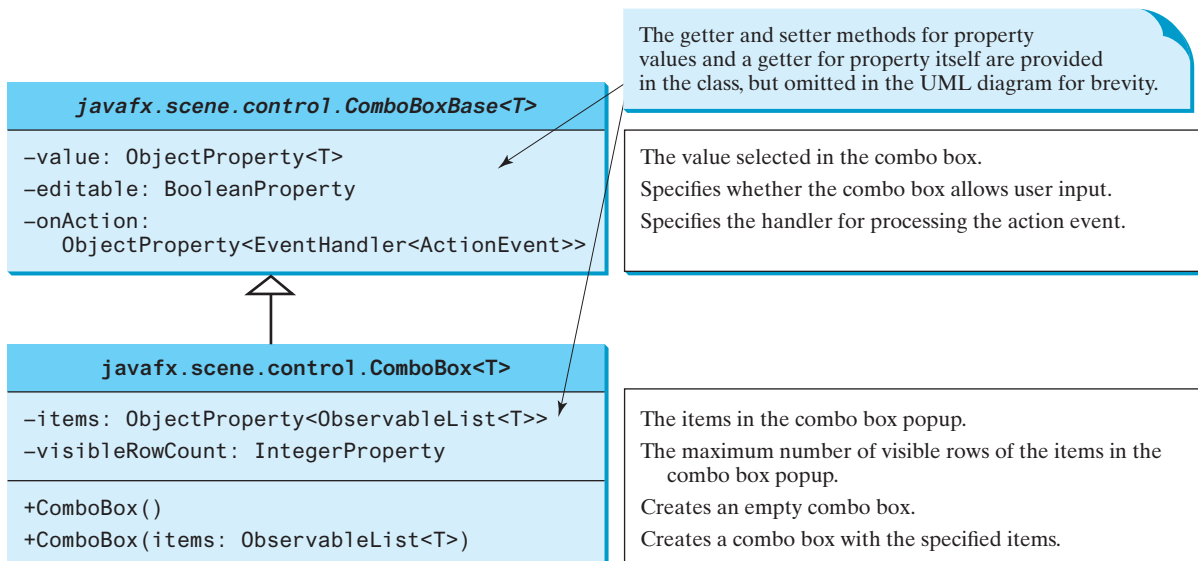 The getter and setter methods for property
values and a getter for property itself are provided
in the class, but omitted in the UML diagram for brevity.
javafx.scene.control.ComboBoxBase<T>
–value: ObjectProperty<T>
–editable: BooleanProperty
–onAction:
ObjectProperty<EventHandler<ActionEvent>>
The value selected in the combo box.
Specifies whether the combo box allows user input.
Specifies the handler for processing the action event.
javafx.scene.control.ComboBox<T>
–items: ObjectProperty<ObservableList<T>>
–visibleRowCount: IntegerProperty
+ComboBox()
+ComboBox(items: ObservableList<T>)
The items in the combo box popup.
The maximum number of visible rows of the items in the
combo box popup.
Creates an empty combo box.
Creates a combo box with the specified items.